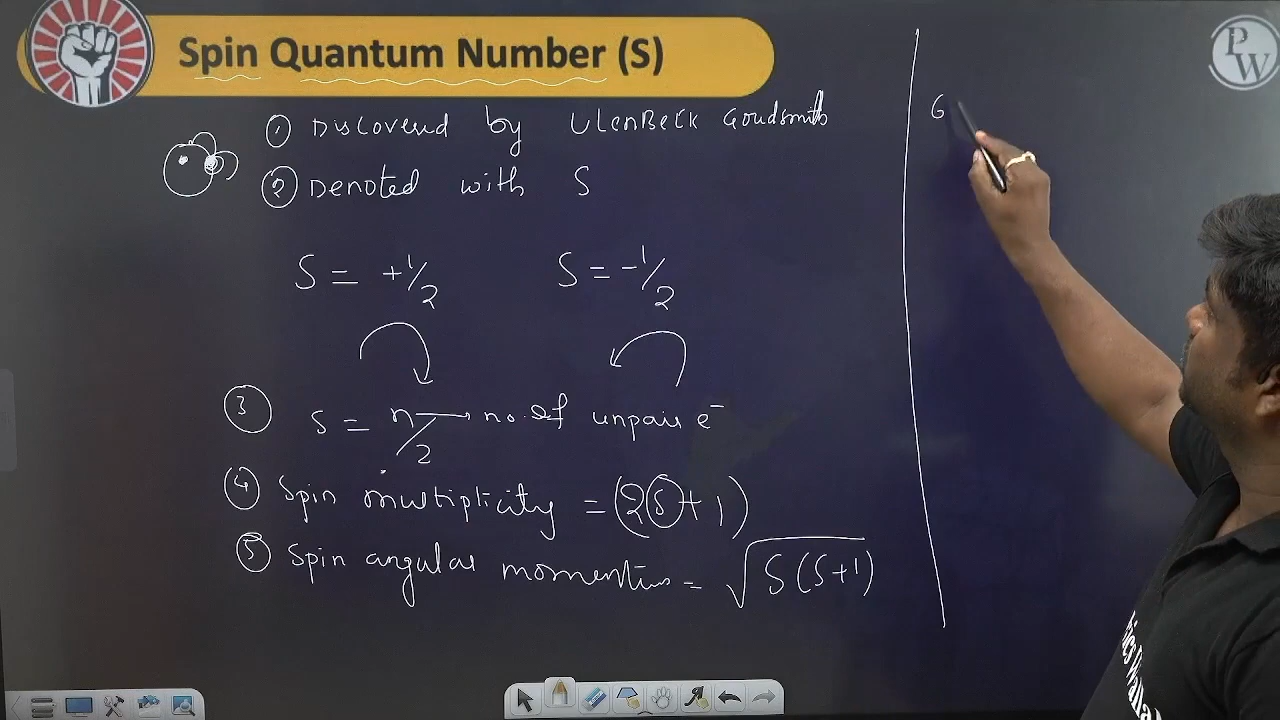 Spin Quantum Number (S)
PW
① Discovered by Ulenbeck Goudsmith
② Denoted with S
S = +1/2 S = -1/2
③ S = n/2 → no. of unpair e⁻
④ Spin multiplicity = (2S+1)
⑤ Spin angular momentum = √S(S+1)
G